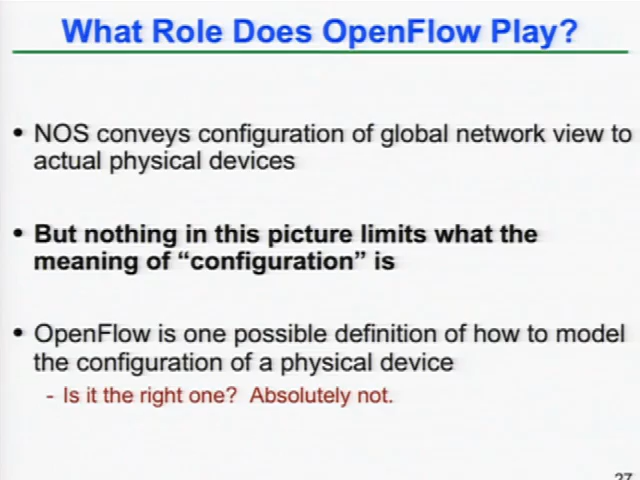 What Role Does OpenFlow Play?
• NOS conveys configuration of global network view to
actual physical devices
• But nothing in this picture limits what the
meaning of “configuration” is
• OpenFlow is one possible definition of how to model
the configuration of a physical device
- Is it the right one?  Absolutely not.
27